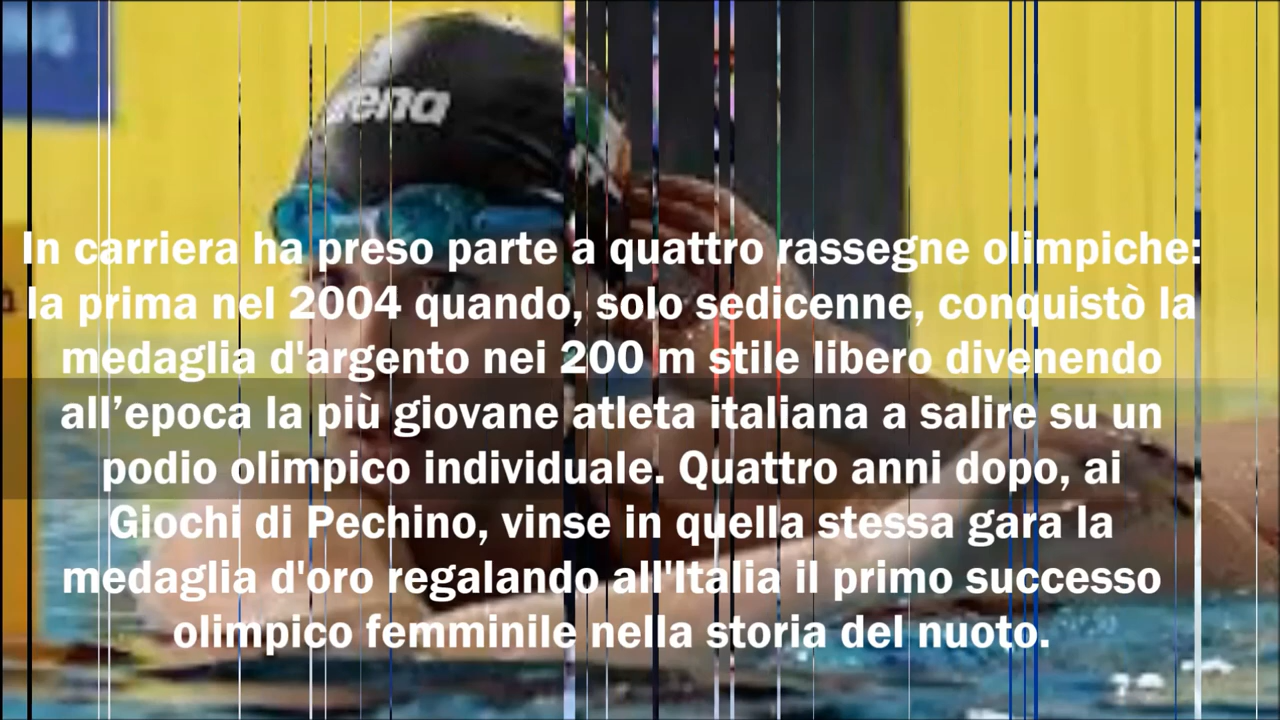 arena
In carriera ha preso parte a quattro rassegne olimpiche:
la prima nel 2004 quando, solo sedicenne, conquistò la
medaglia d'argento nei 200 m stile libero divenendo
all’epoca la più giovane atleta italiana a salire su un
podio olimpico individuale. Quattro anni dopo, ai
Giochi di Pechino, vinse in quella stessa gara la
medaglia d'oro regalando all'Italia il primo successo
olimpico femminile nella storia del nuoto.